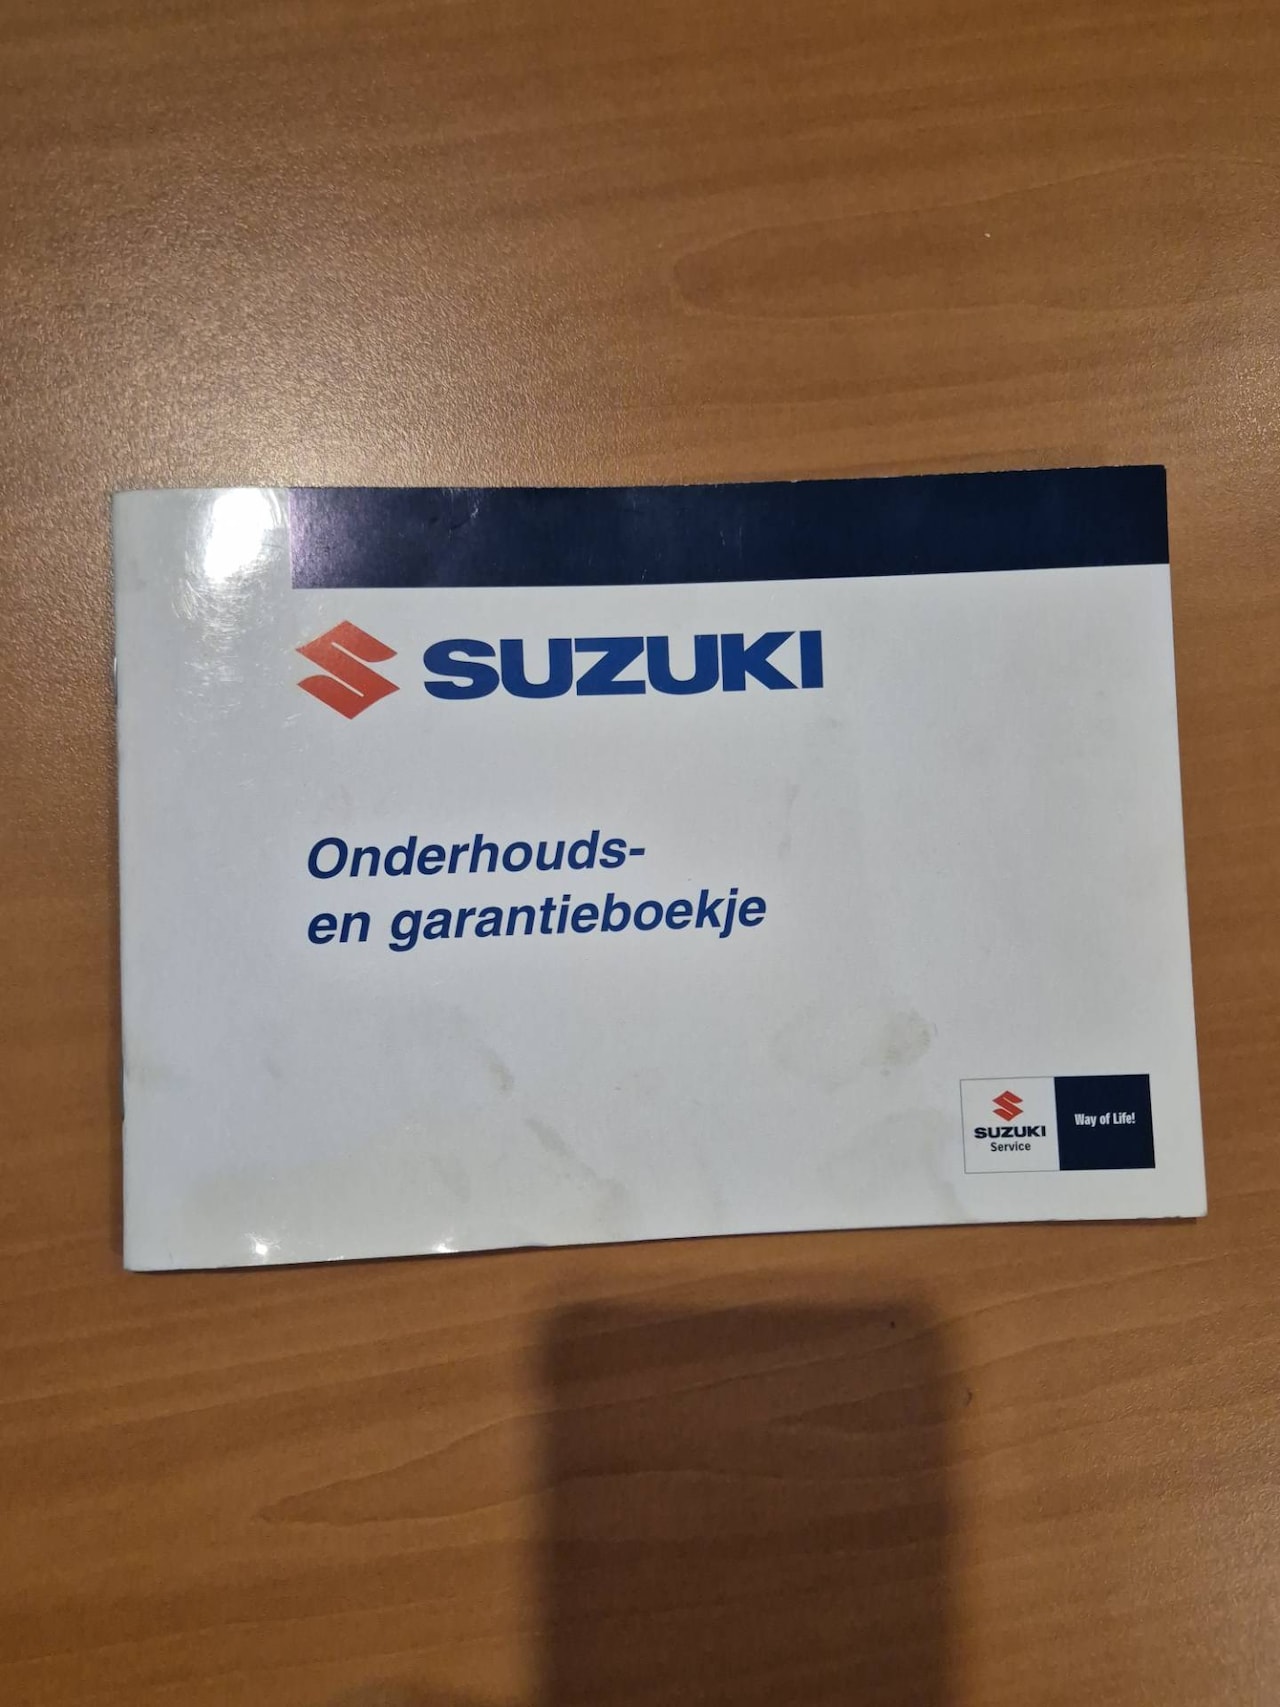 SUZUKI
Onderhouds-
en garantieboekje
SUZUKI
Service
Way of Life!